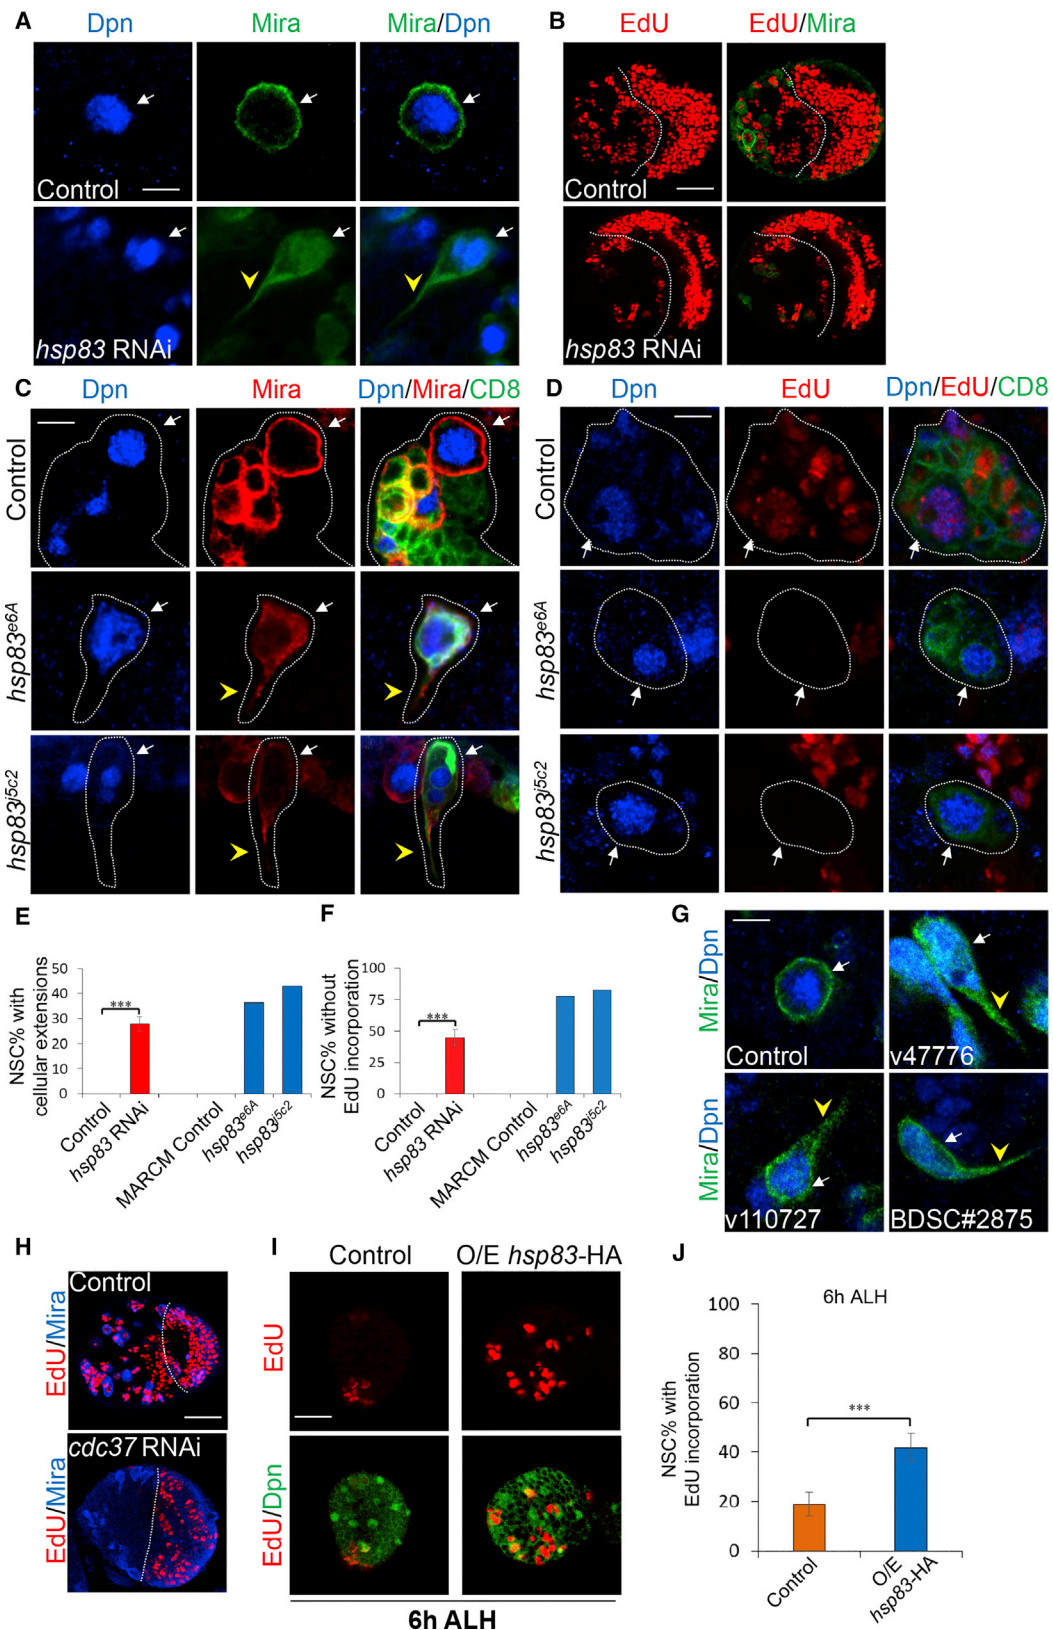 A
Dpn
Mira
Mira/Dpn
Control
hsp83 RNAi
B
EdU
EdU/Mira
Control
hsp83 RNAi
C
Dpn
Mira
Dpn/Mira/CD8
Control
hsp83e6A
hsp83j5c2
D
Dpn
EdU
Dpn/EdU/CD8
Control
hsp83e6A
hsp83j5c2
E
NSC% with
cellular extensions
50
40
30
20
10
0
***
Control
hsp83 RNAi
MARCM Control
hsp83e6A
hsp83j5c2
F
NSC% without
EdU incorporation
100
75
50
25
0
***
Control
hsp83 RNAi
MARCM Control
hsp83e6A
hsp83j5c2
G
Mira/Dpn
Control
v47776
Mira/Dpn
v110727
BDSC#2875
H
EdU/Mira
Control
EdU/Mira
cdc37 RNAi
I
Control
O/E hsp83-HA
EdU
EdU/Dpn
6h ALH
J
6h ALH
NSC% with
EdU incorporation
100
80
60
40
20
0
***
Control
O/E
hsp83-HA